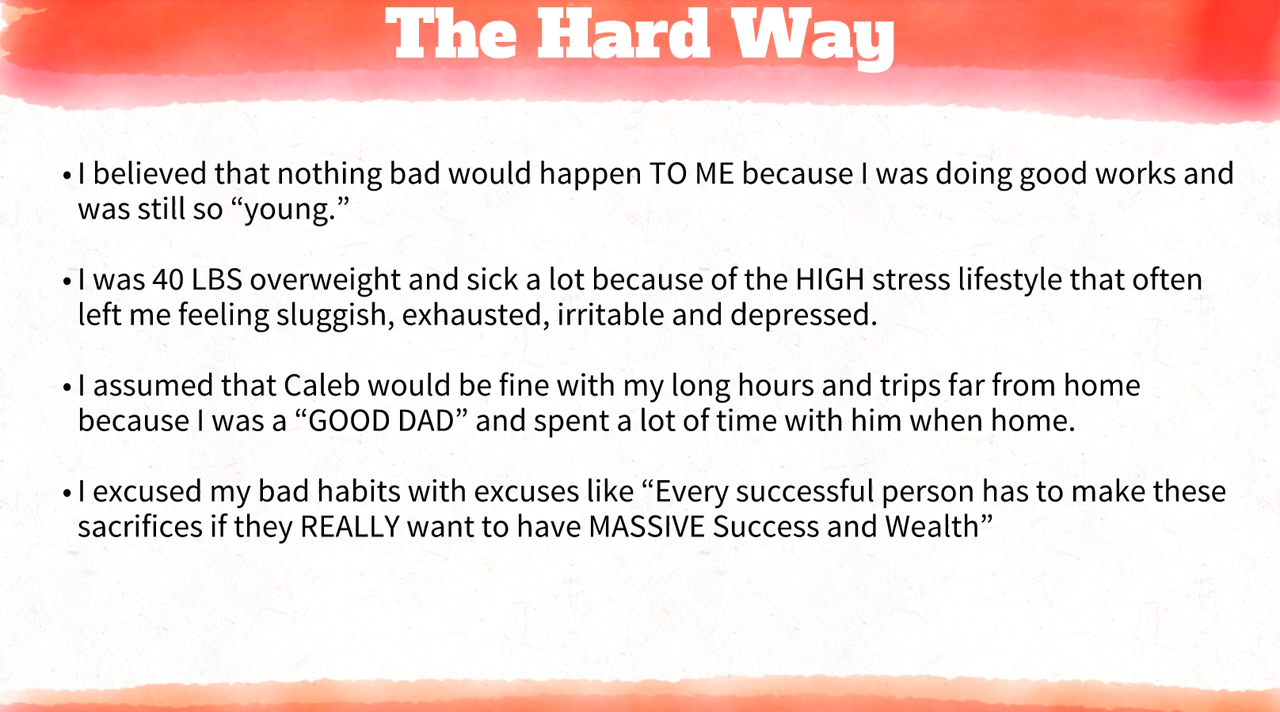 The Hard Way
• I believed that nothing bad would happen TO ME because I was doing good works and
was still so “young.”
• I was 40 LBS overweight and sick a lot because of the HIGH stress lifestyle that often
left me feeling sluggish, exhausted, irritable and depressed.
• I assumed that Caleb would be fine with my long hours and trips far from home
because I was a “GOOD DAD” and spent a lot of time with him when home.
• I excused my bad habits with excuses like “Every successful person has to make these
sacrifices if they REALLY want to have MASSIVE Success and Wealth”